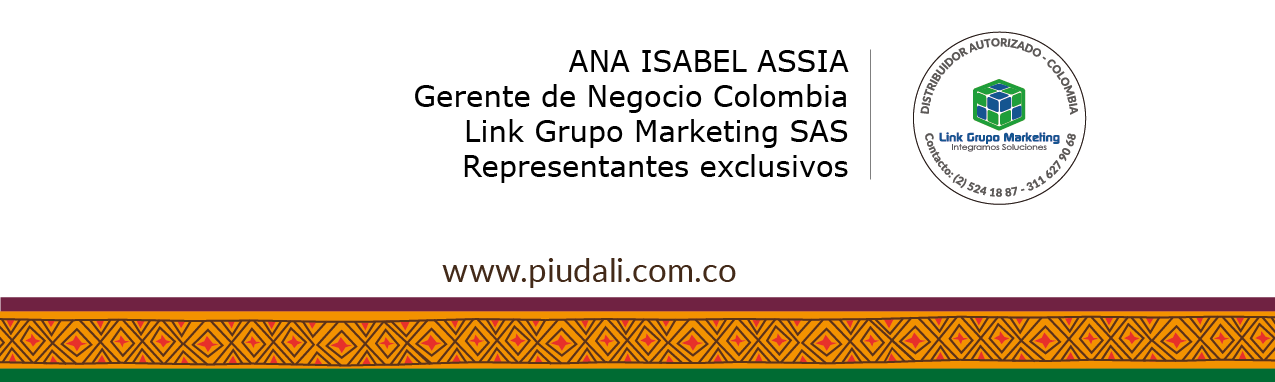 ANA ISABEL ASSIA
Gerente de Negocio Colombia
Link Grupo Marketing SAS
Representantes exclusivos
DISTRIBUIDOR AUTORIZADO - COLOMBIA
Link Grupo Marketing
Integramos Soluciones
Contacto: (2) 524 18 87 - 311 627 90 68
www.piudali.com.co